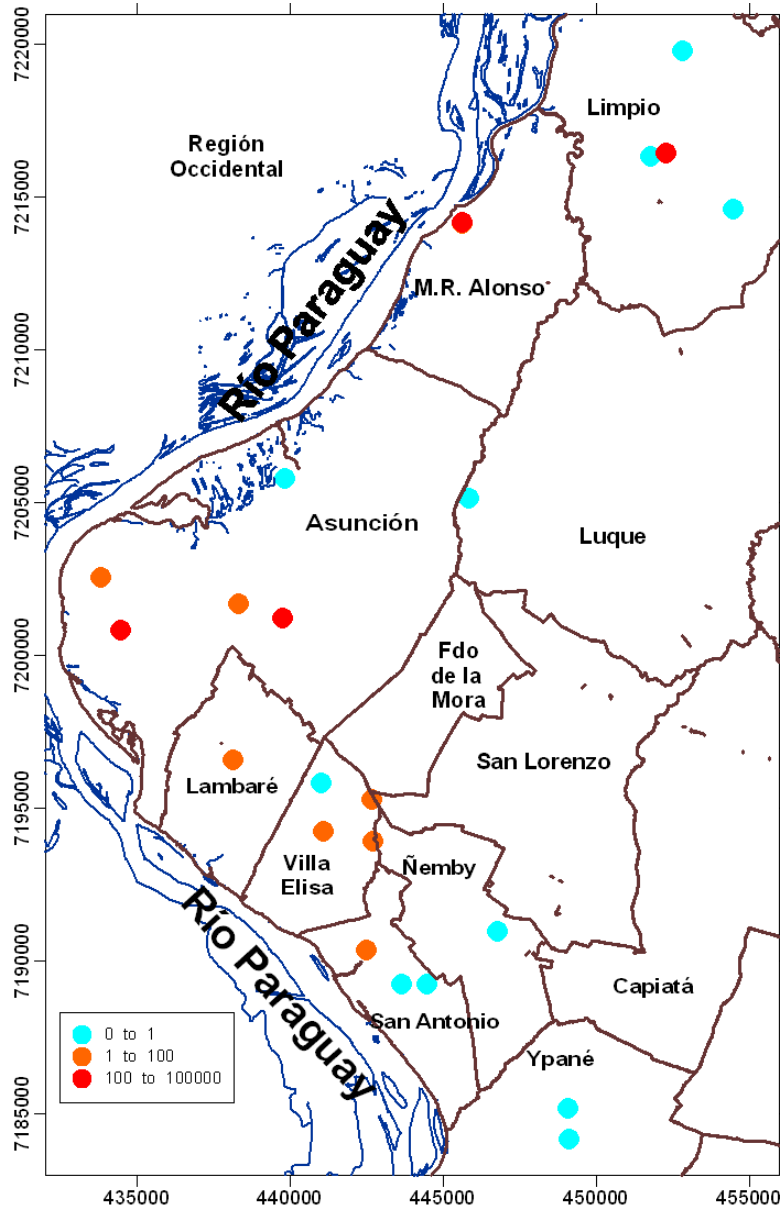 7220000
7215000
7210000
7205000
7200000
7195000
7190000
7185000
Limpio
Región
Occidental
Río Paraguay
M.R. Alonso
Asunción
Luque
Fdo
de la
Mora
San Lorenzo
Lambaré
Villa
Elisa
Ñemby
Río Paraguay
Capiatá
San Antonio
Ypané
0 to 1
1 to 100
100 to 100000
435000 440000 445000 450000 455000